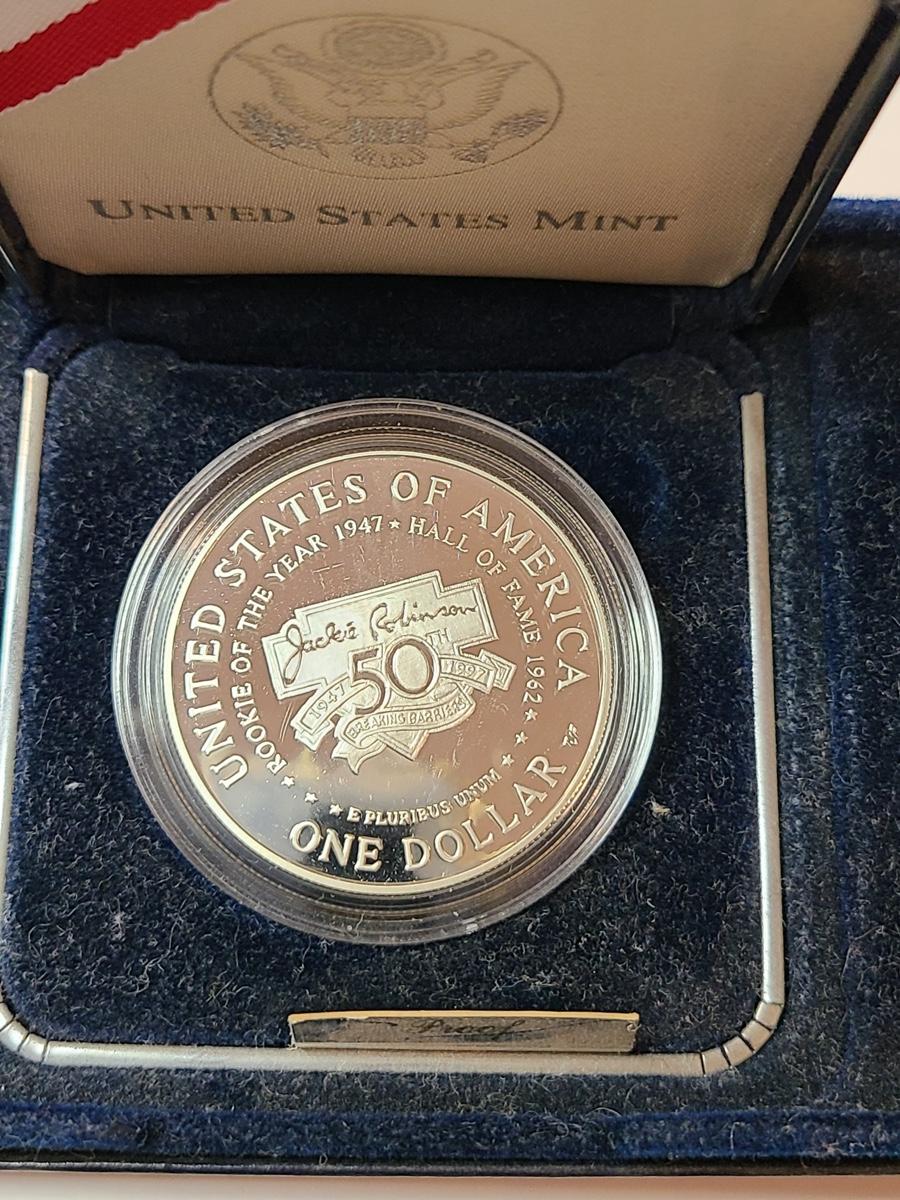 UNITED STATES MINT
UNITED STATES OF AMERICA
ROOKIE OF THE YEAR 1947 ★ HALL OF FAME 1962
Jackie Robinson
50TH
1947 1997
BREAKING BARRIERS
E PLURIBUS UNUM
ONE DOLLAR
Proof